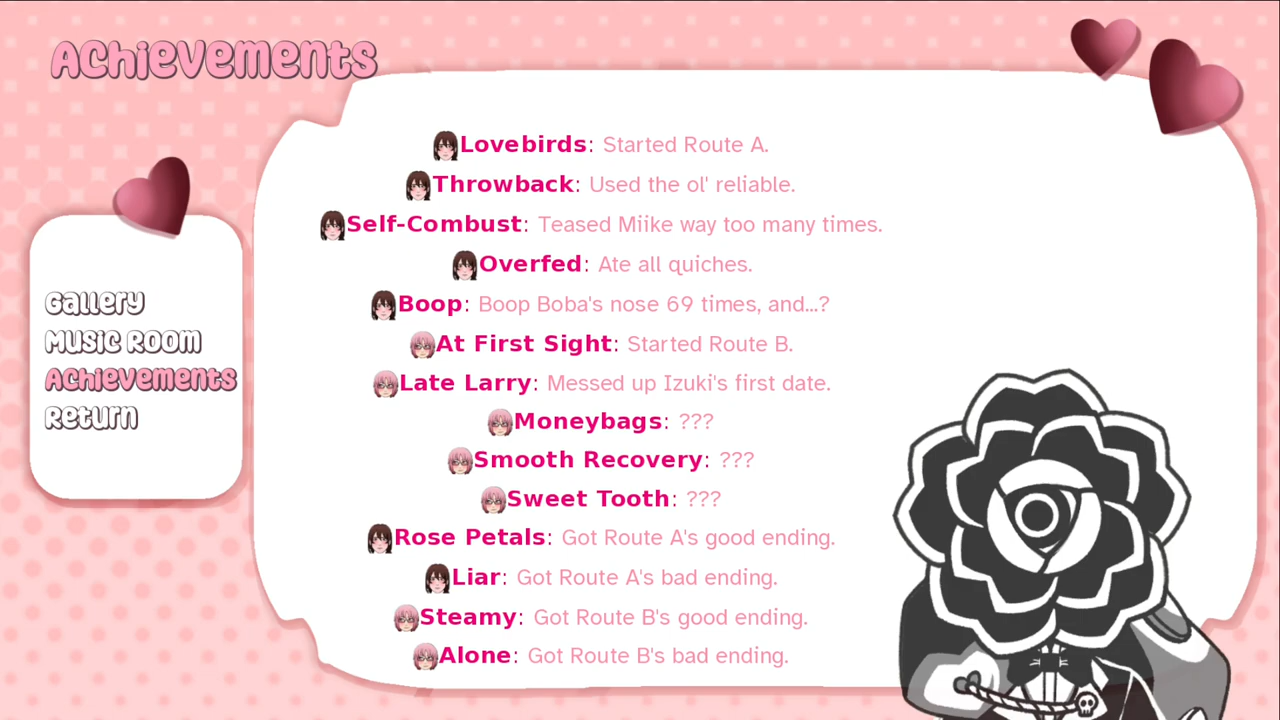 Achievements
Gallery
Music Room
Achievements
Return
Lovebirds: Started Route A.
Throwback: Used the ol' reliable.
Self-Combust: Teased Miike way too many times.
Overfed: Ate all quiches.
Boop: Boop Boba's nose 69 times, and...?
At First Sight: Started Route B.
Late Larry: Messed up Izuki's first date.
Moneybags: ???
Smooth Recovery: ???
Sweet Tooth: ???
Rose Petals: Got Route A's good ending.
Liar: Got Route A's bad ending.
Steamy: Got Route B's good ending.
Alone: Got Route B's bad ending.